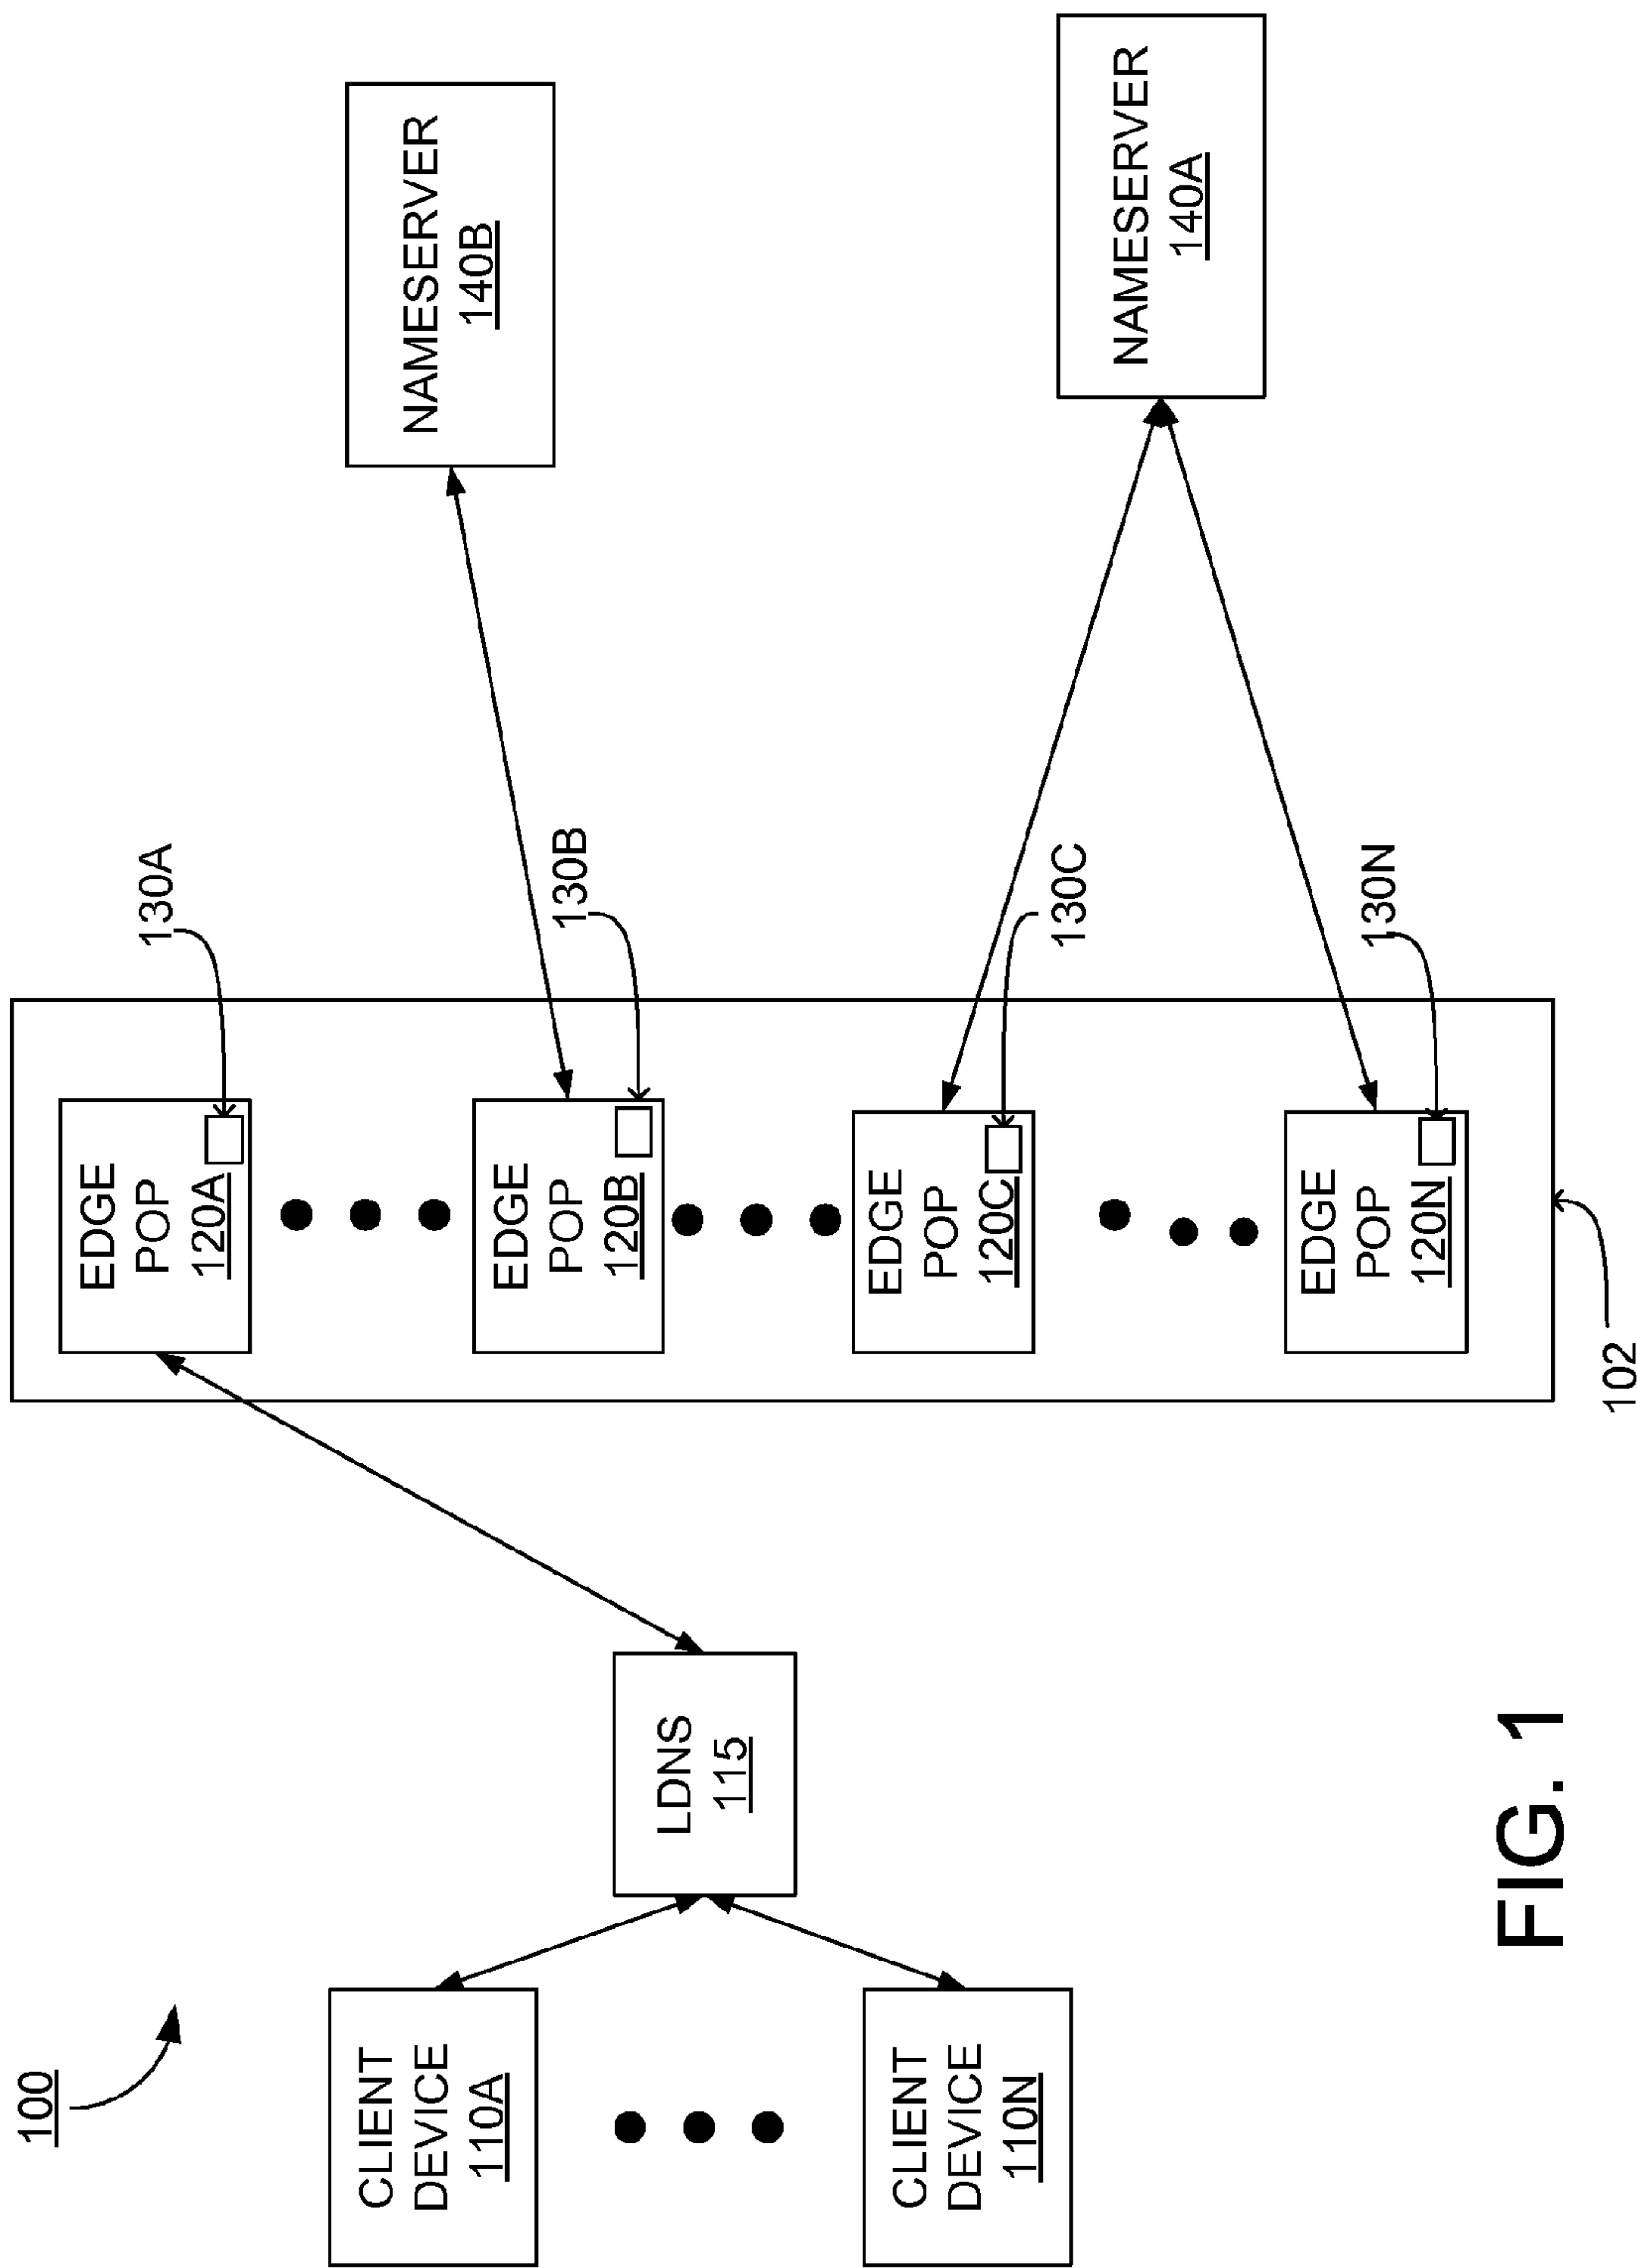 100
CLIENT
DEVICE
110A
CLIENT
DEVICE
110N
LDNS
115
EDGE
POP
120A
130A
EDGE
POP
120B
130B
EDGE
POP
120C
130C
EDGE
POP
120N
130N
102
NAMESERVER
140B
NAMESERVER
140A
FIG. 1